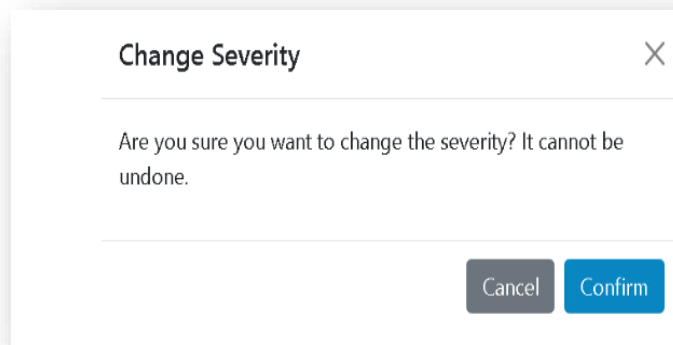 Change Severity
Are you sure you want to change the severity? It cannot be
undone.
Cancel
Confirm